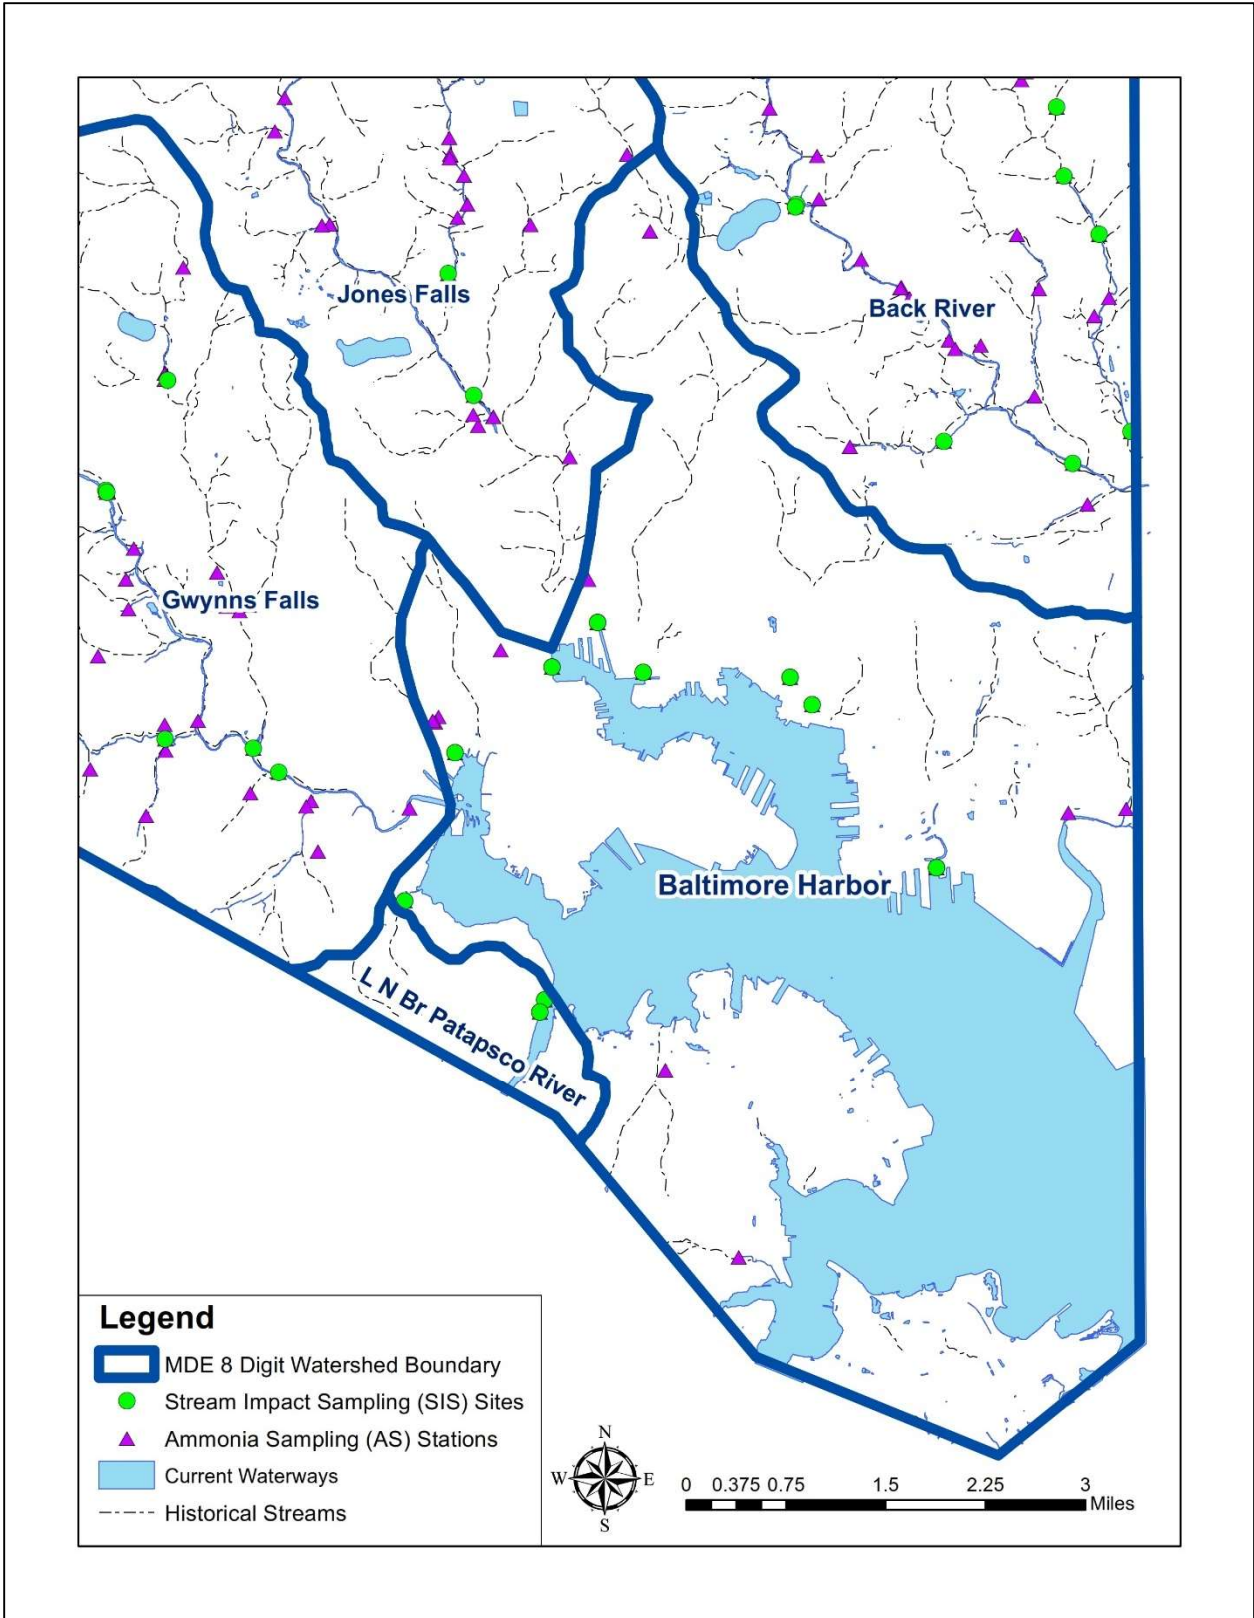 Jones Falls
Back River
Gwynns Falls
Baltimore Harbor
L N Br Patapsco River
Legend
MDE 8 Digit Watershed Boundary
Stream Impact Sampling (SIS) Sites
Ammonia Sampling (AS) Stations
Current Waterways
Historical Streams
N
W E
S
0 0.375 0.75 1.5 2.25 3
Miles